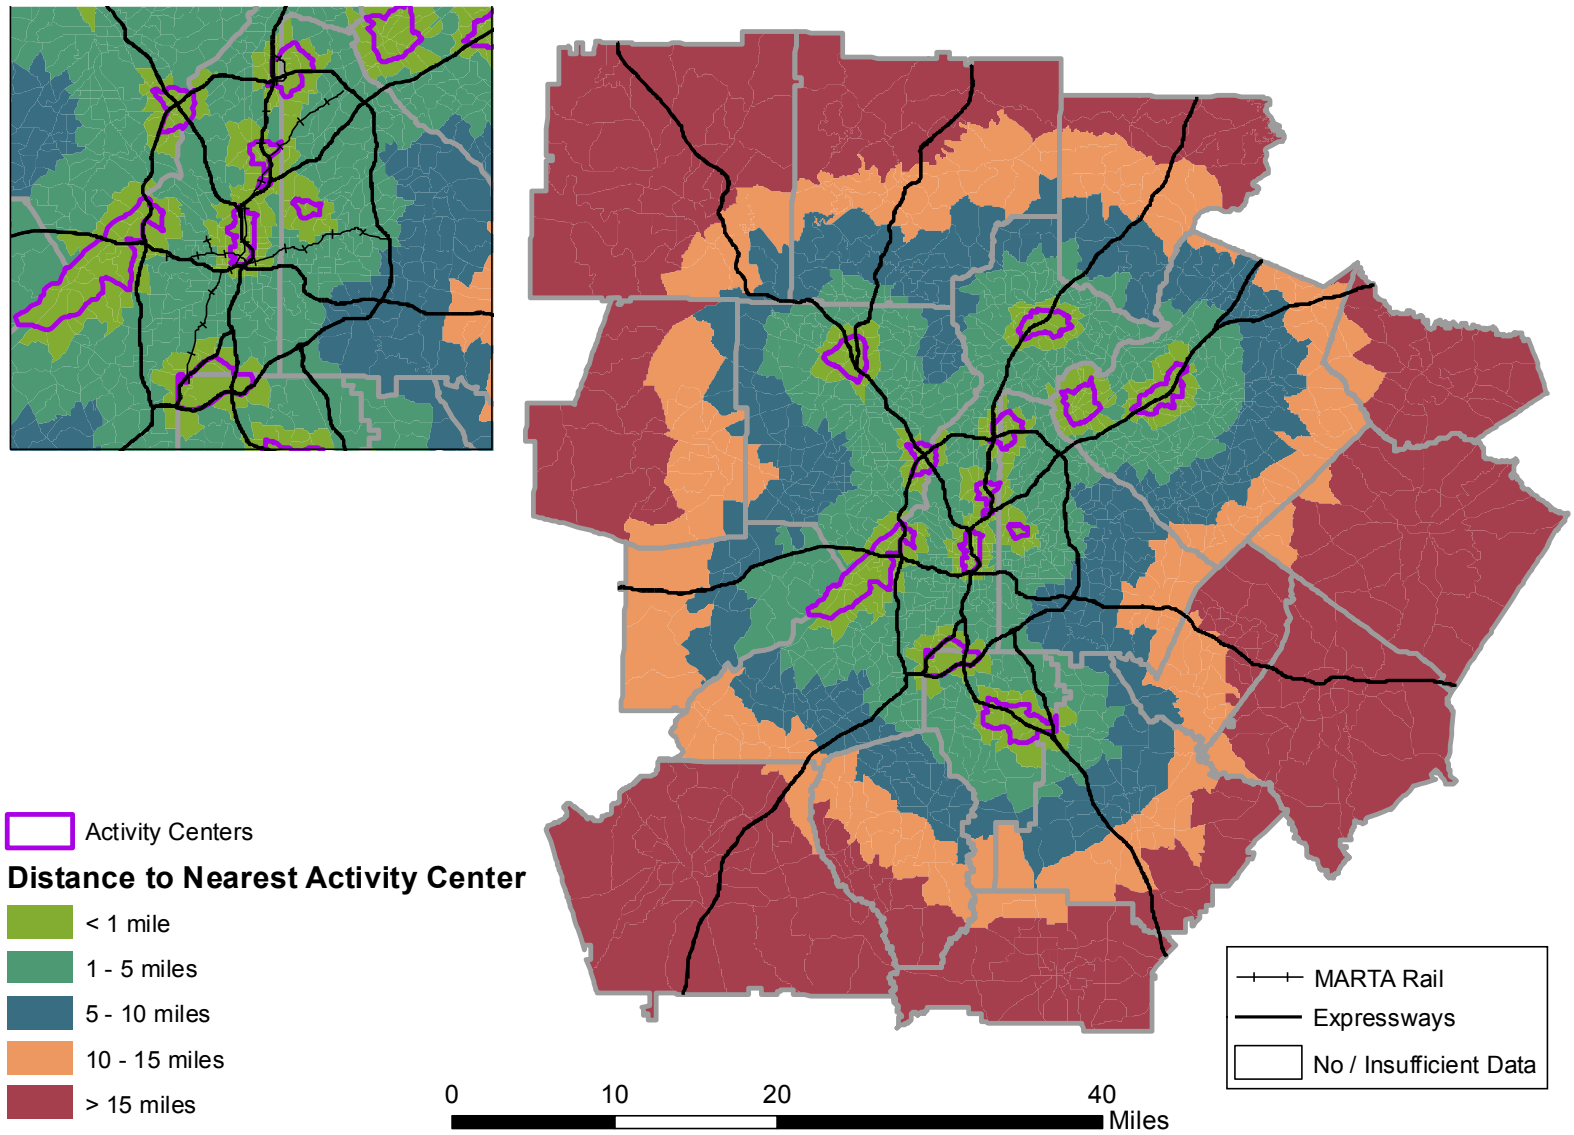 Activity Centers
Distance to Nearest Activity Center
< 1 mile
1 - 5 miles
5 - 10 miles
10 - 15 miles
> 15 miles
0 10 20 40
Miles
MARTA Rail
Expressways
No / Insufficient Data